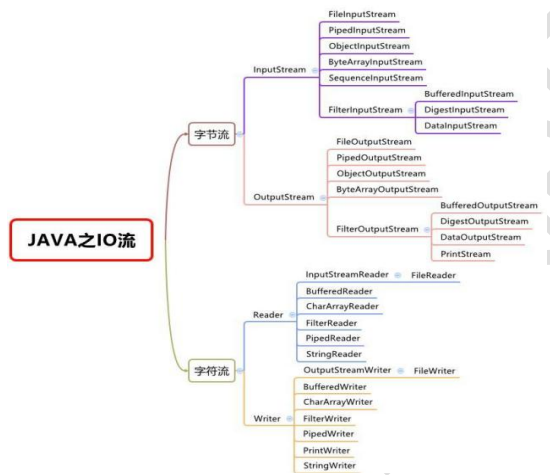 JAVA之IO流
字节流
InputStream
FileInputStream
PipedInputStream
ObjectInputStream
ByteArrayInputStream
SequenceInputStream
FilterInputStream
BufferedInputStream
DigestInputStream
DataInputStream
OutputStream
FileOutputStream
PipedOutputStream
ObjectOutputStream
ByteArrayOutputStream
FilterOutputStream
BufferedOutputStream
DigestOutputStream
DataOutputStream
PrintStream
字符流
Reader
InputStreamReader
FileReader
BufferedReader
CharArrayReader
FilterReader
PipedReader
StringReader
Writer
OutputStreamWriter
FileWriter
BufferedWriter
CharArrayWriter
FilterWriter
PipedWriter
PrintWriter
StringWriter